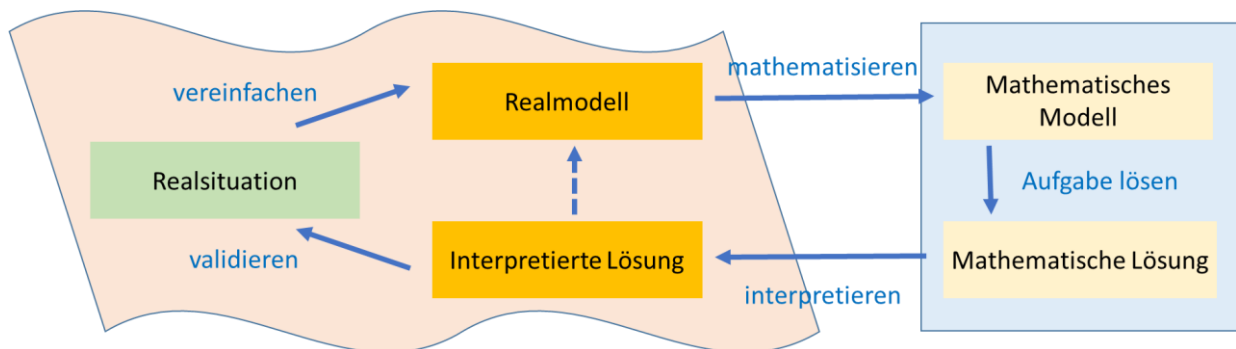 vereinfachen
Realmodell
mathematisieren
Mathematisches
Modell
Realsituation
Aufgabe lösen
validieren
Interpretierte Lösung
interpretieren
Mathematische Lösung